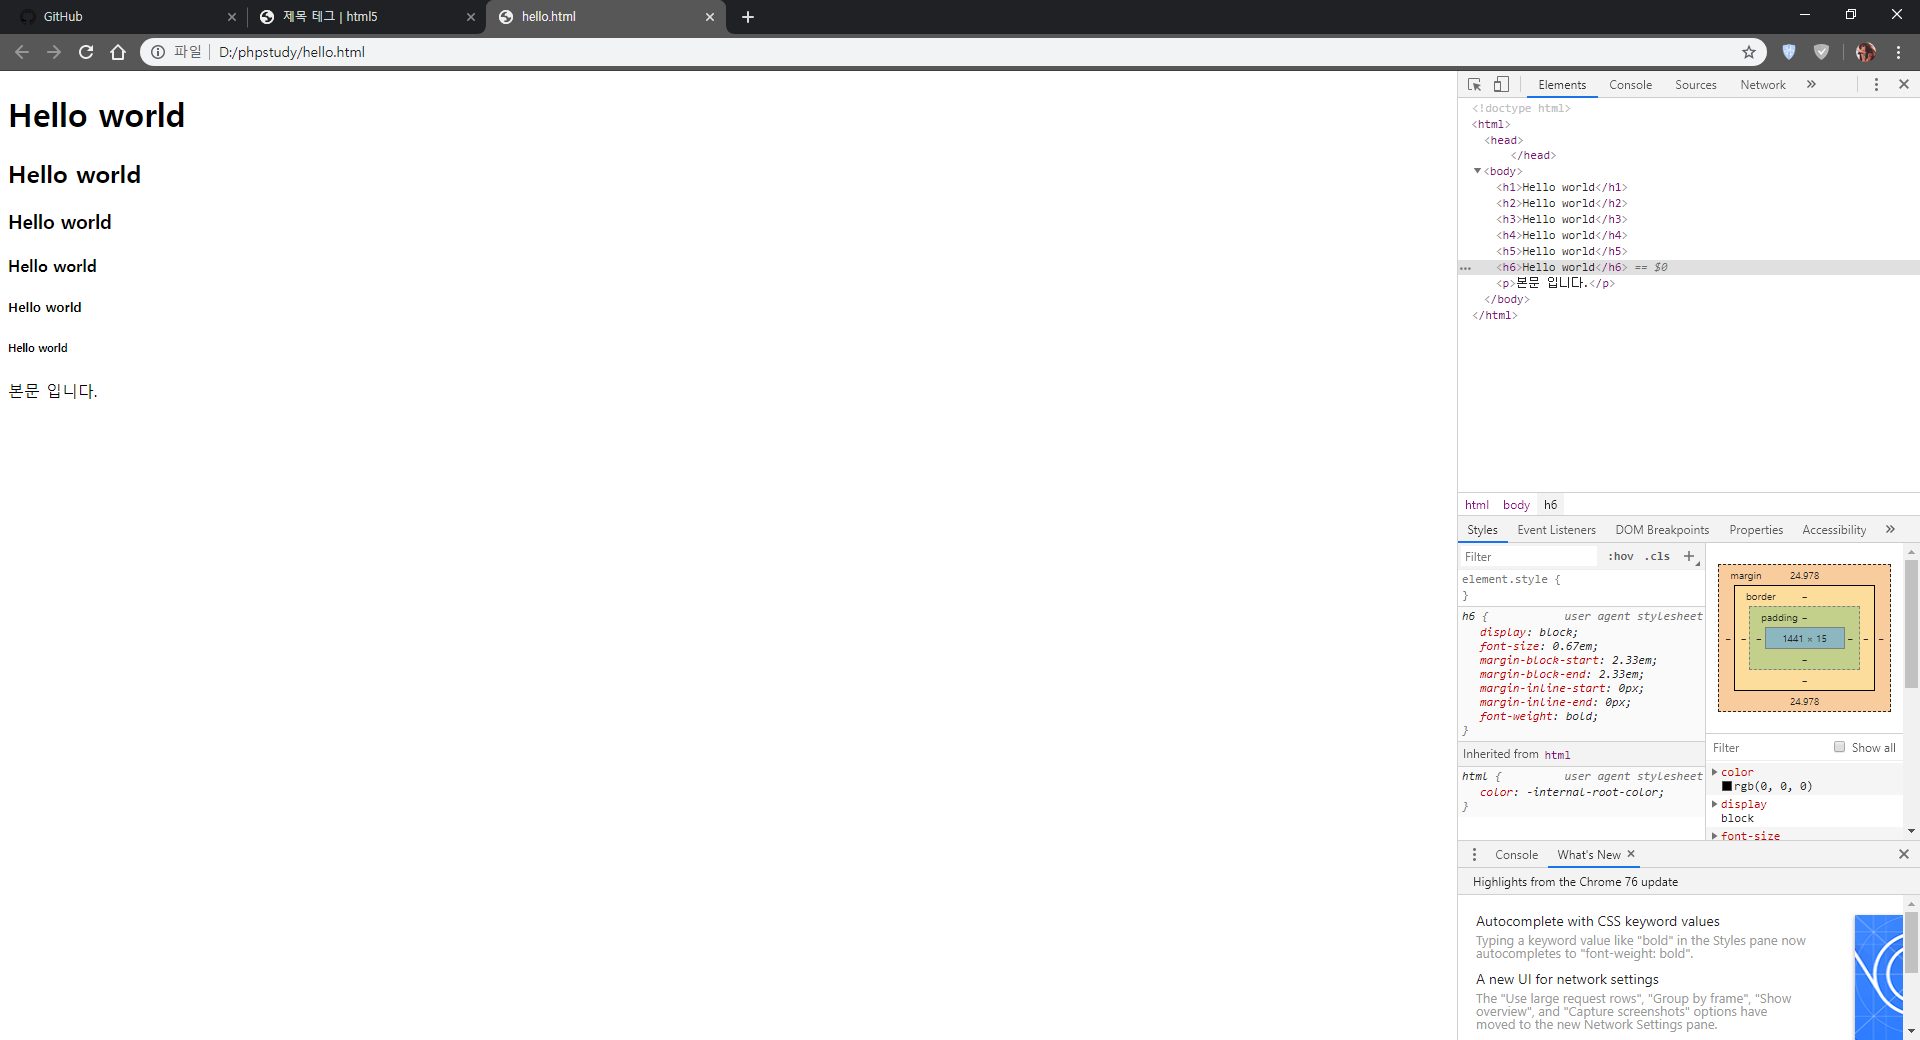 GitHub
제목 태그 | html5
hello.html
파일 | D:/phpstudy/hello.html
Hello world
Hello world
Hello world
Hello world
Hello world
Hello world
본문 입니다.
Elements Console Sources Network »
<!doctype html>
<html>
<head>
</head>
<body>
<h1>Hello world</h1>
<h2>Hello world</h2>
<h3>Hello world</h3>
<h4>Hello world</h4>
<h5>Hello world</h5>
<h6>Hello world</h6> == $0
<p>본문 입니다.</p>
</body>
</html>
html body h6
Styles Event Listeners DOM Breakpoints Properties Accessibility »
Filter :hov .cls +
element.style {
}
h6 { user agent stylesheet
display: block;
font-size: 0.67em;
margin-block-start: 2.33em;
margin-block-end: 2.33em;
margin-inline-start: 0px;
margin-inline-end: 0px;
font-weight: bold;
}
Inherited from html
html { user agent stylesheet
color: -internal-root-color;
}
margin 24.978
border –
padding –
– – – 1441 × 15 – – –
–
–
24.978
Filter Show all
color
rgb(0, 0, 0)
display
block
font-size
Console What's New
Highlights from the Chrome 76 update
Autocomplete with CSS keyword values
Typing a keyword value like "bold" in the Styles pane now
autocompletes to "font-weight: bold".
A new UI for network settings
The "Use large request rows", "Group by frame", "Show
overview", and "Capture screenshots" options have
moved to the new Network Settings pane.